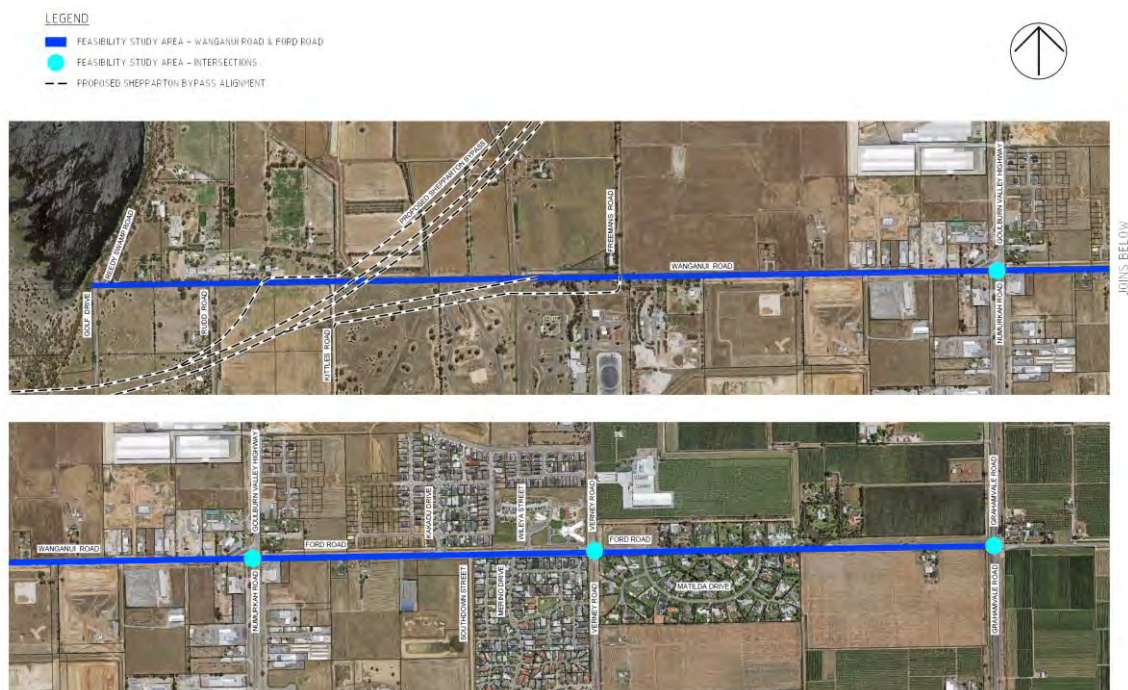 LEGEND
FEASIBILITY STUDY AREA - WANGANUI ROAD & FORD ROAD
FEASIBILITY STUDY AREA - INTERSECTIONS
PROPOSED SHEPPARTON BYPASS ALIGNMENT
PROPOSED SHEPPARTON BYPASS
REEDY SWAMP ROAD
GOLF DRIVE
RUDD ROAD
KITTLES ROAD
FREEMANS ROAD
WANGANUI ROAD
GOULBURN VALLEY HIGHWAY
NUMURKAH ROAD
JOINS BELOW
WANGANUI ROAD
GOULBURN VALLEY HIGHWAY
NUMURKAH ROAD
FORD ROAD
KAKADU DRIVE
SOUTHDOWN STREET
MERINO DRIVE
WILEYA STREET
VERNEY ROAD
VERNEY ROAD
FORD ROAD
MATILDA DRIVE
GRAHAMVALE ROAD
GRAHAMVALE ROAD